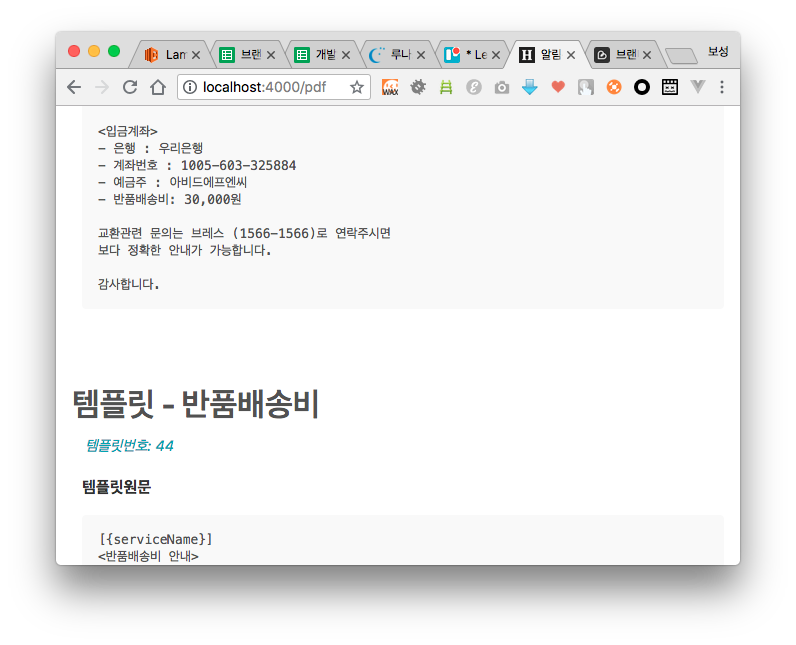 Lam
브랜
개발
루나
* Le
알림
브랜드
보성
localhost:4000/pdf
WAX
<입금계좌>
- 은행 : 우리은행
- 계좌번호 : 1005-603-325884
- 예금주 : 아비드에프엔씨
- 반품배송비: 30,000원
교환관련 문의는 브레스 (1566-1566)로 연락주시면
보다 정확한 안내가 가능합니다.
감사합니다.
템플릿 - 반품배송비
템플릿번호: 44
템플릿원문
[{serviceName}]
<반품배송비 안내>